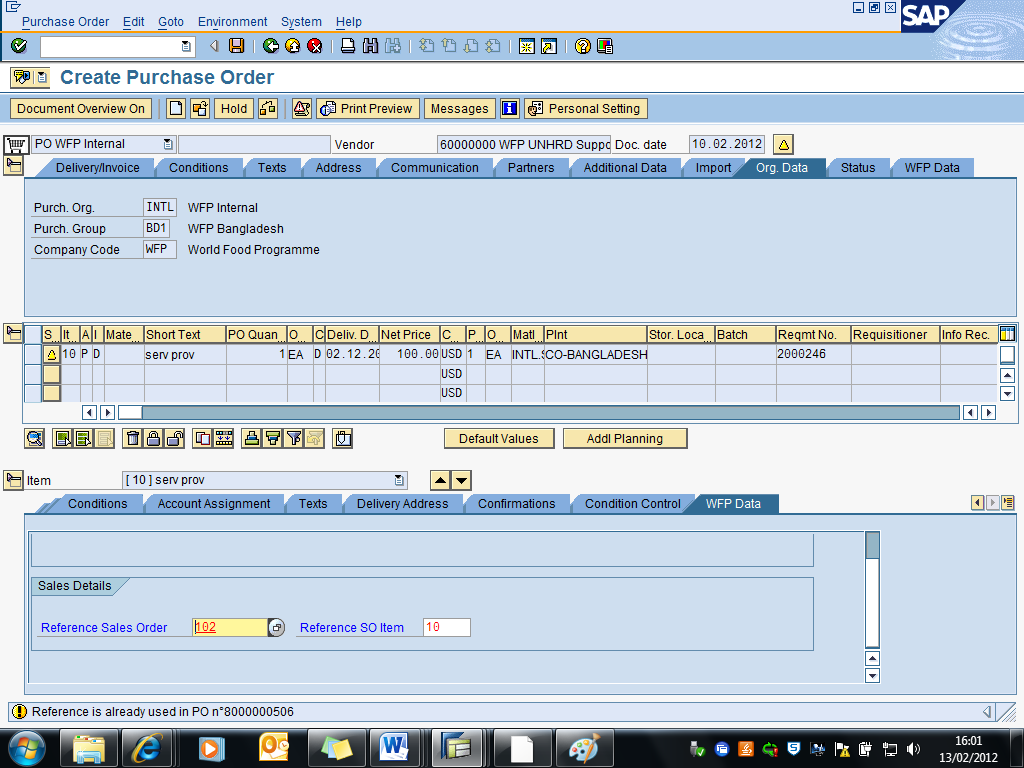 Purchase Order Edit Goto Environment System Help
SAP
Create Purchase Order
Document Overview On Hold Print Preview Messages Personal Setting
PO WFP Internal Vendor 60000000 WFP UNHRD Suppo Doc. date 10.02.2012
Delivery/Invoice Conditions Texts Address Communication Partners Additional Data Import Org. Data Status WFP Data
Purch. Org. INTL WFP Internal
Purch. Group BD1 WFP Bangladesh
Company Code WFP World Food Programme
S.. It.. A I Mate.. Short Text PO Quan.. O.. C Deliv. D.. Net Price C.. P.. O.. Matl.. Plnt Stor. Loca.. Batch Reqmt No. Requisitioner Info Rec.
10 P D serv prov 1 EA D 02.12.20 100.00 USD 1 EA INTL.S CO-BANGLADESH 2000246
USD
USD
Default Values Addl Planning
Item [ 10 ] serv prov
Conditions Account Assignment Texts Delivery Address Confirmations Condition Control WFP Data
Sales Details
Reference Sales Order 102 Reference SO Item 10
Reference is already used in PO n°8000000506
16:01
13/02/2012